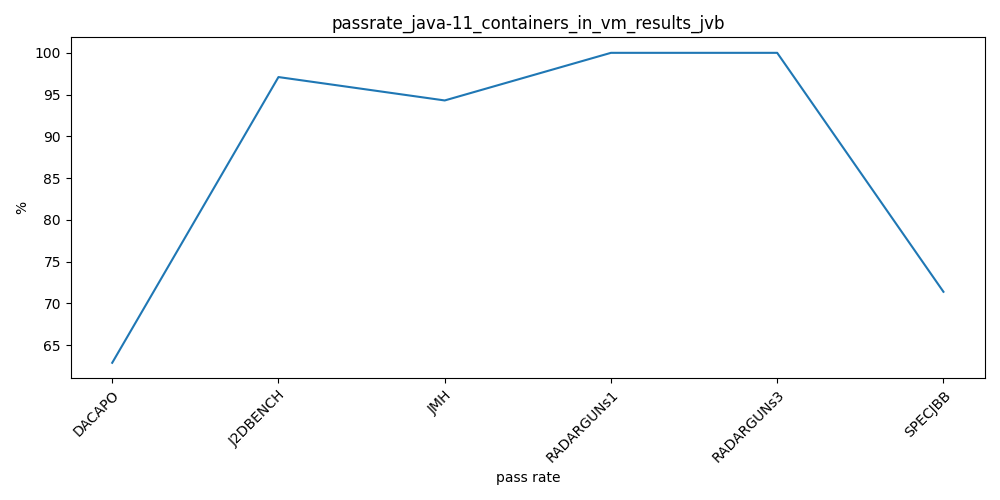 passrate_java-11_containers_in_vm_results_jvb
100
95
90
85
80
75
70
65
%
DACAPO
J2DBENCH
JMH
RADARGUNs1
RADARGUNs3
SPECJBB
pass rate